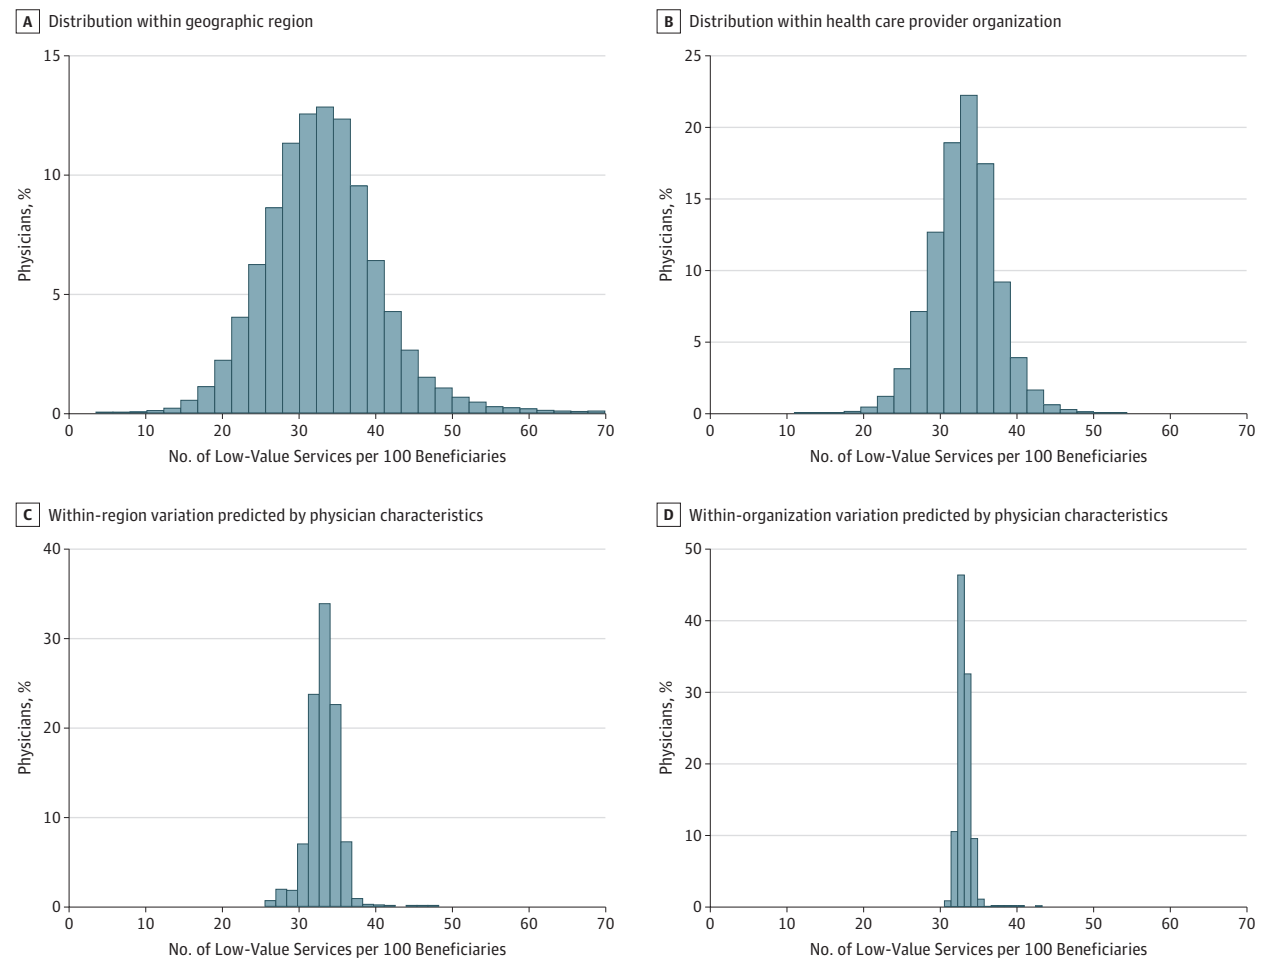 A Distribution within geographic region
15
10
5
0
Physicians, %
0 10 20 30 40 50 60 70
No. of Low-Value Services per 100 Beneficiaries
B Distribution within health care provider organization
25
20
15
10
5
0
Physicians, %
0 10 20 30 40 50 60 70
No. of Low-Value Services per 100 Beneficiaries
C Within-region variation predicted by physician characteristics
40
30
20
10
0
Physicians, %
0 10 20 30 40 50 60 70
No. of Low-Value Services per 100 Beneficiaries
D Within-organization variation predicted by physician characteristics
50
40
30
20
10
0
Physicians, %
0 10 20 30 40 50 60 70
No. of Low-Value Services per 100 Beneficiaries